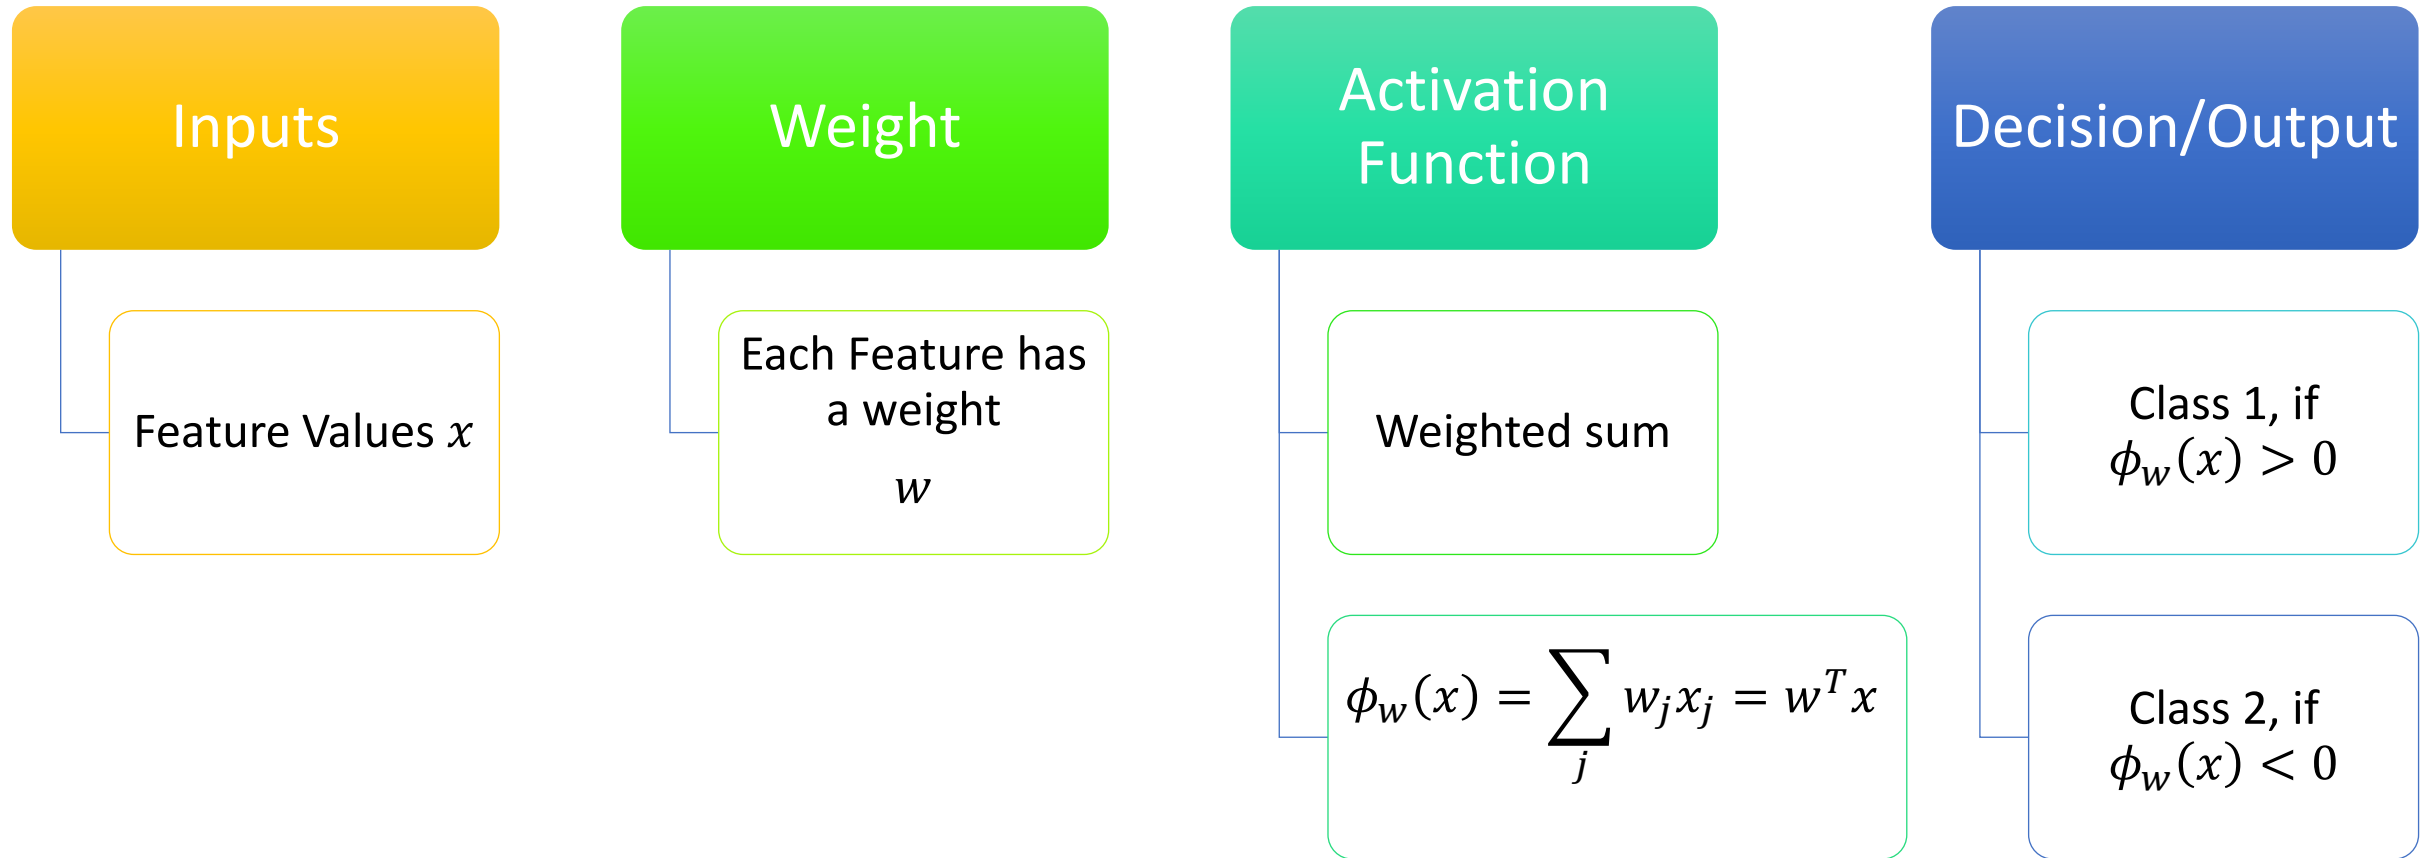 Inputs
Feature Values 𝑥
Weight
Each Feature has
a weight
𝑤
Activation
Function
Weighted sum
𝜙𝑤(𝑥) = ∑𝑗 𝑤𝑗𝑥𝑗 = 𝑤ᵀ𝑥
Decision/Output
Class 1, if
𝜙𝑤(𝑥) > 0
Class 2, if
𝜙𝑤(𝑥) < 0